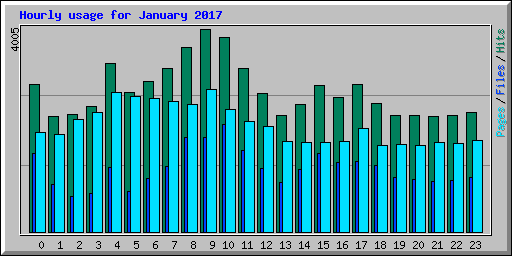 Hourly usage for January 2017
4005
Pages/Files/Hits
0 1 2 3 4 5 6 7 8 9 10 11 12 13 14 15 16 17 18 19 20 21 22 23